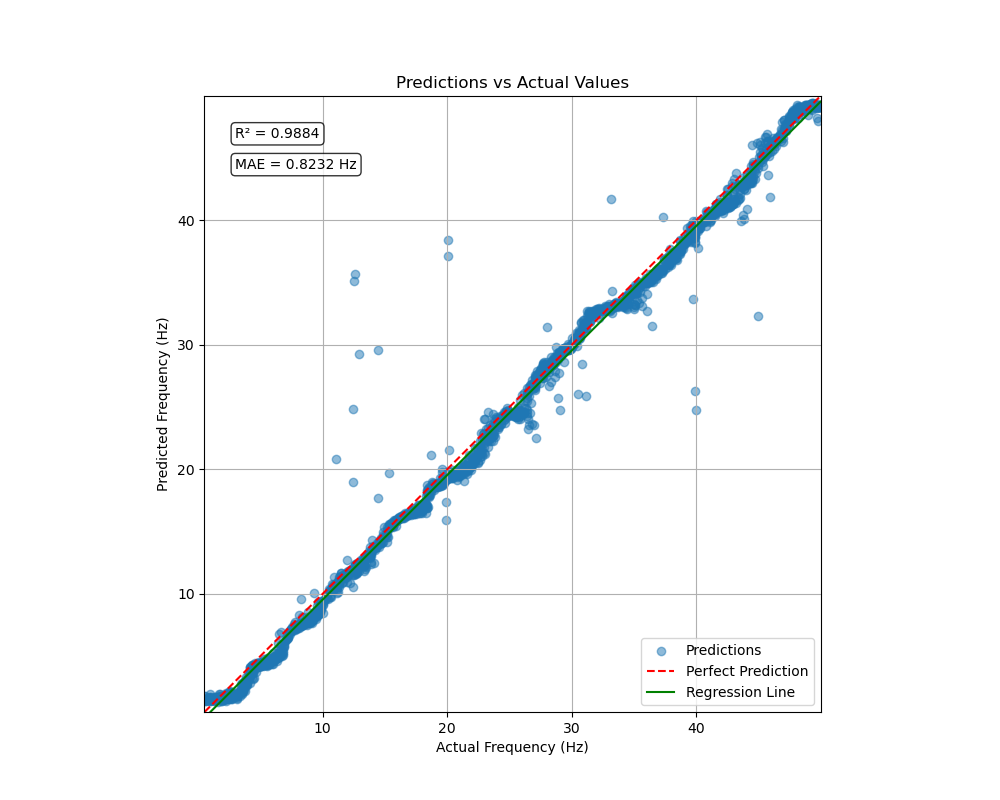 Predictions vs Actual Values
R² = 0.9884
MAE = 0.8232 Hz
Predicted Frequency (Hz)
40
30
20
10
Predictions
Perfect Prediction
Regression Line
10 20 30 40
Actual Frequency (Hz)